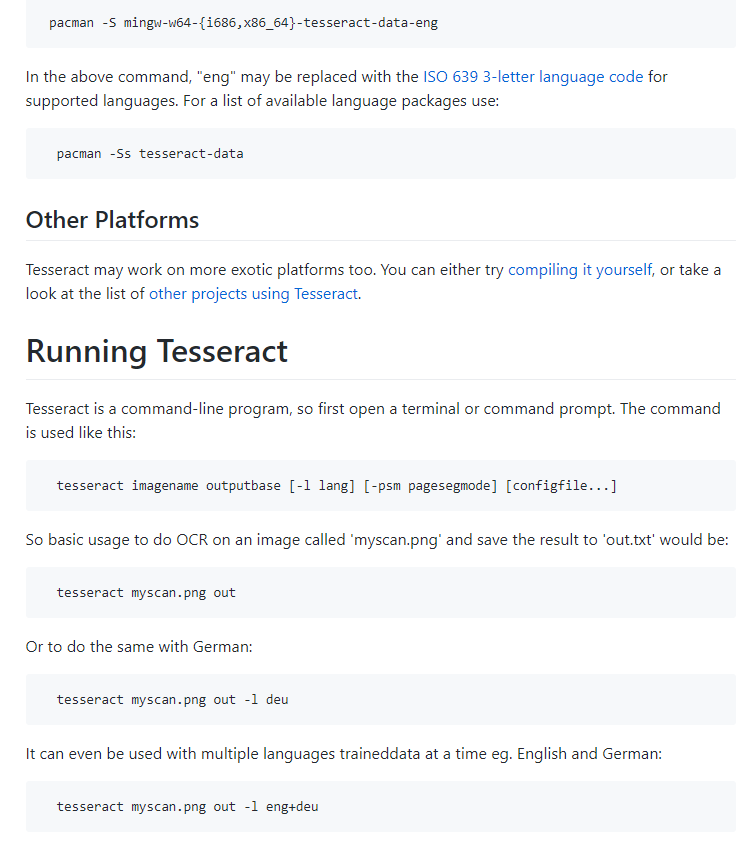 pacman -S mingw-w64-{i686,x86_64}-tesseract-data-eng
In the above command, "eng" may be replaced with the ISO 639 3-letter language code for
supported languages. For a list of available language packages use:
pacman -Ss tesseract-data
Other Platforms
Tesseract may work on more exotic platforms too. You can either try compiling it yourself, or take a
look at the list of other projects using Tesseract.
Running Tesseract
Tesseract is a command-line program, so first open a terminal or command prompt. The command
is used like this:
tesseract imagename outputbase [-l lang] [-psm pagesegmode] [configfile...]
So basic usage to do OCR on an image called 'myscan.png' and save the result to 'out.txt' would be:
tesseract myscan.png out
Or to do the same with German:
tesseract myscan.png out -l deu
It can even be used with multiple languages traineddata at a time eg. English and German:
tesseract myscan.png out -l eng+deu